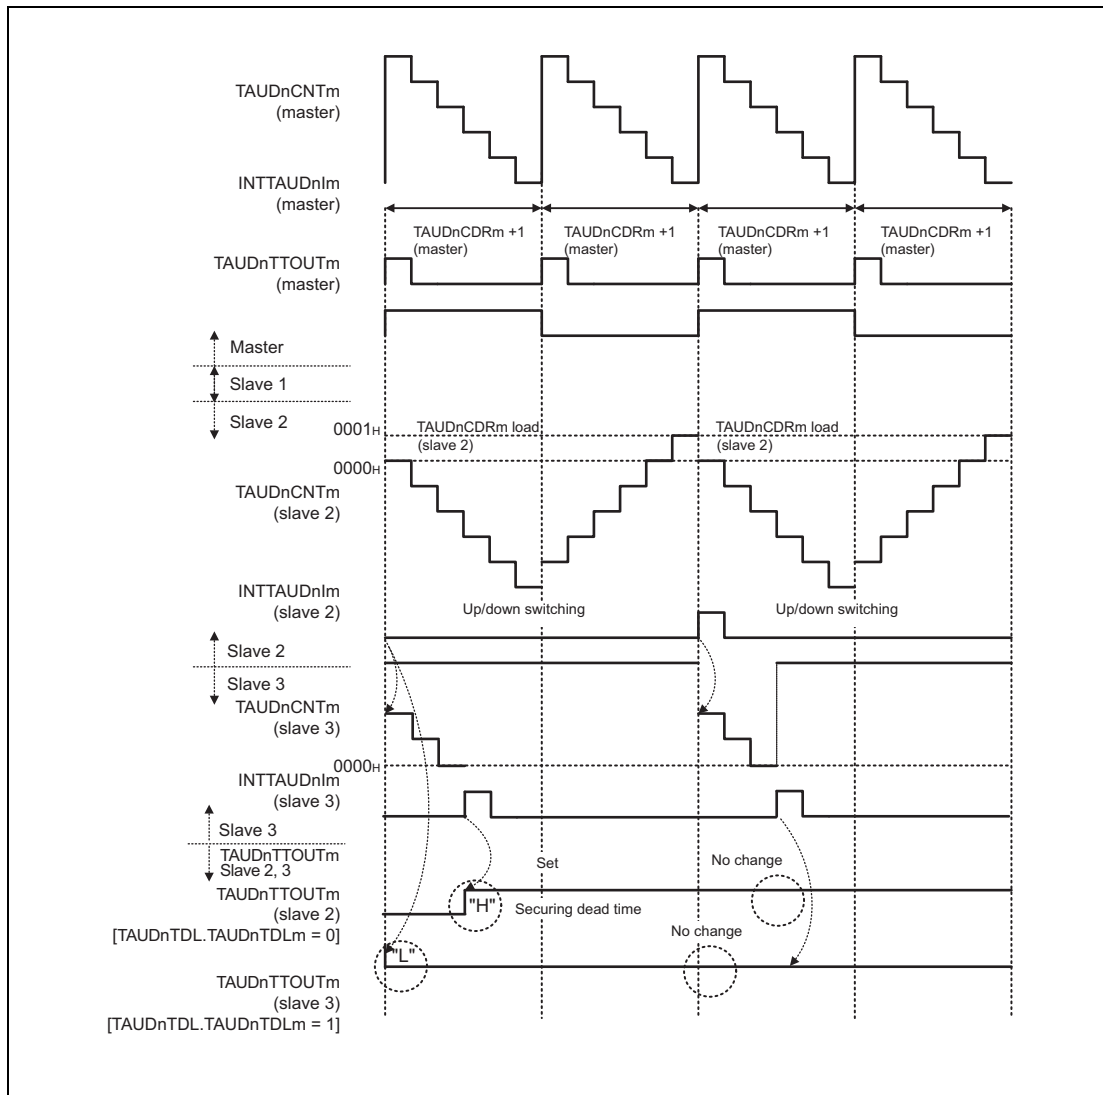 TAUDnCNTm
(master)
INTTAUDnIm
(master)
TAUDnCDRm +1
(master)
TAUDnCDRm +1
(master)
TAUDnCDRm +1
(master)
TAUDnCDRm +1
(master)
TAUDnTTOUTm
(master)
Master
Slave 1
Slave 2
0001H
TAUDnCDRm load
(slave 2)
TAUDnCDRm load
(slave 2)
0000H
TAUDnCNTm
(slave 2)
INTTAUDnIm
(slave 2)
Up/down switching
Up/down switching
Slave 2
Slave 3
TAUDnCNTm
(slave 3)
0000H
INTTAUDnIm
(slave 3)
Slave 3
TAUDnTTOUTm
Slave 2, 3
Set
No change
TAUDnTTOUTm
(slave 2)
[TAUDnTDL.TAUDnTDLm = 0]
"H"
Securing dead time
No change
"L"
TAUDnTTOUTm
(slave 3)
[TAUDnTDL.TAUDnTDLm = 1]